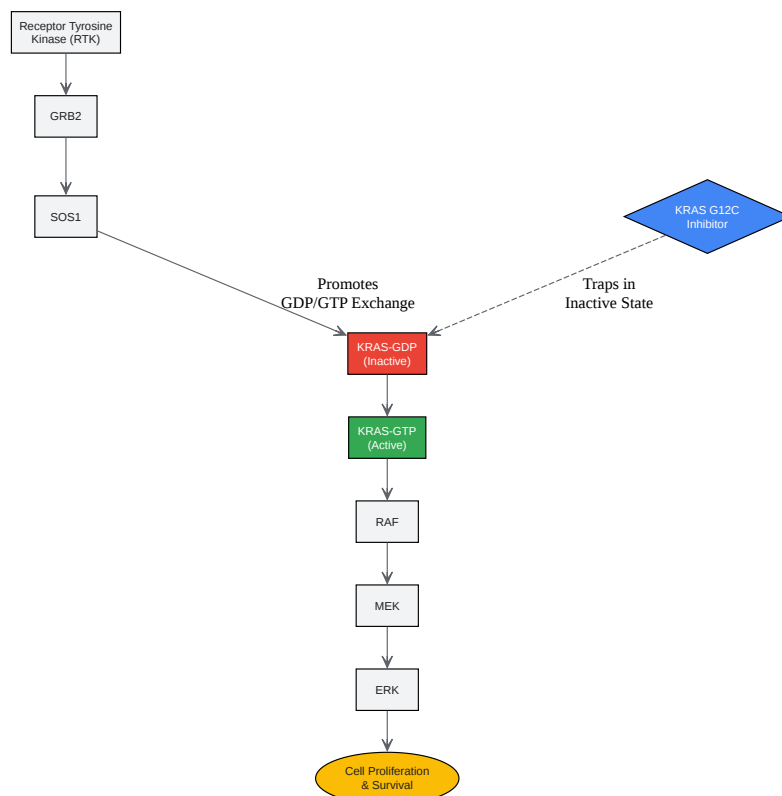 Receptor Tyrosine
Kinase (RTK)
GRB2
SOS1
KRAS G12C
Inhibitor
Promotes
GDP/GTP Exchange
Traps in
Inactive State
KRAS-GDP
(Inactive)
KRAS-GTP
(Active)
RAF
MEK
ERK
Cell Proliferation
& Survival